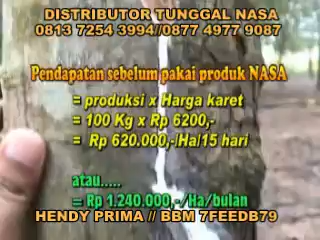 DISTRIBUTOR TUNGGAL NASA
0813 7254 3994//0877 4977 9087
Pendapatan sebelum pakai produk NASA
= produksi x Harga karet
= 100 Kg x Rp 6200,-
= Rp 620.000,-/Ha/15 hari
atau.....
= Rp 1.240.000,-/Ha/bulan
HENDY PRIMA // BBM 7FEEDB79